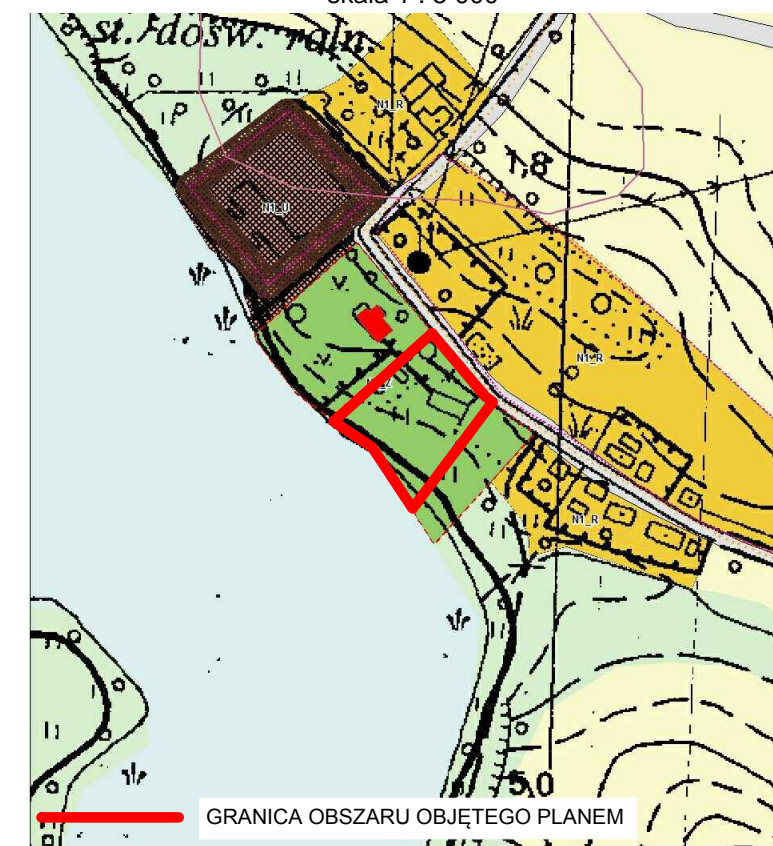 skala 1 : 5 000
st. dośw. roln.
N1_R
1,8
N1_U
N1_R
N1_Z
N1_R
5,0
GRANICA OBSZARU OBJĘTEGO PLANEM